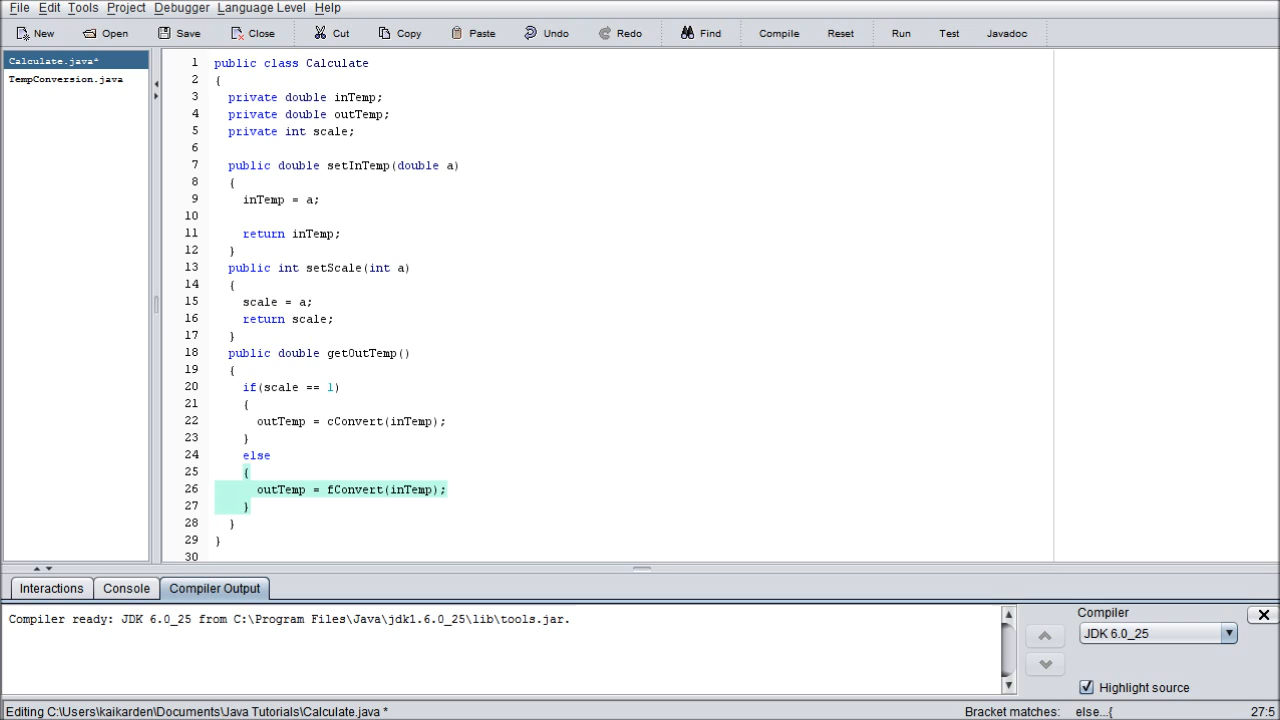 File Edit Tools Project Debugger Language Level Help
New Open Save Close Cut Copy Paste Undo Redo Find Compile Reset Run Test Javadoc
Calculate.java*
TempConversion.java
1 public class Calculate
2 {
3 private double inTemp;
4 private double outTemp;
5 private int scale;
6
7 public double setInTemp(double a)
8 {
9 inTemp = a;
10
11 return inTemp;
12 }
13 public int setScale(int a)
14 {
15 scale = a;
16 return scale;
17 }
18 public double getOutTemp()
19 {
20 if(scale == 1)
21 {
22 outTemp = cConvert(inTemp);
23 }
24 else
25 {
26 outTemp = fConvert(inTemp);
27 }
28 }
29 }
30
Interactions Console Compiler Output
Compiler ready: JDK 6.0_25 from C:\Program Files\Java\jdk1.6.0_25\lib\tools.jar.
Compiler
JDK 6.0_25
Highlight source
Editing C:\Users\kaikarden\Documents\Java Tutorials\Calculate.java * Bracket matches: else...{ 27:5